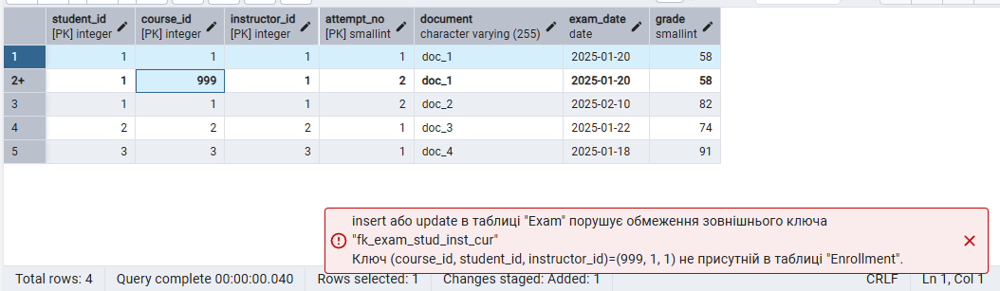 student_id course_id instructor_id attempt_no document exam_date grade
[PK] integer [PK] integer [PK] integer [PK] smallint character varying (255) date smallint
1 1 1 1 1 doc_1 2025-01-20 58
2+ 1 999 1 2 doc_1 2025-01-20 58
3 1 1 1 2 doc_2 2025-02-10 82
4 2 2 2 1 doc_3 2025-01-22 74
5 3 3 3 1 doc_4 2025-01-18 91
insert або update в таблиці "Exam" порушує обмеження зовнішнього ключа
"fk_exam_stud_inst_cur"
Ключ (course_id, student_id, instructor_id)=(999, 1, 1) не присутній в таблиці "Enrollment".
Total rows: 4 Query complete 00:00:00.040 Rows selected: 1 Changes staged: Added: 1 CRLF Ln 1, Col 1